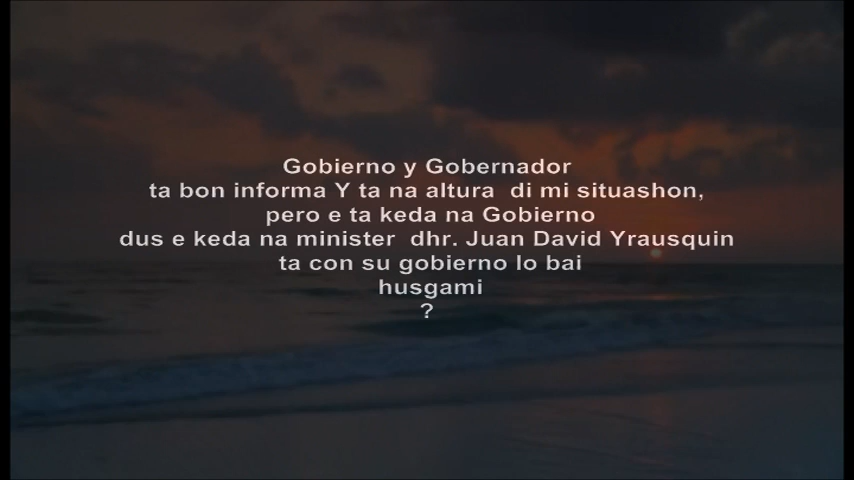 Gobierno y Gobernador
ta bon informa Y ta na altura  di mi situashon,
pero e ta keda na Gobierno
dus e keda na minister  dhr. Juan David Yrausquin
ta con su gobierno lo bai
husgami
?